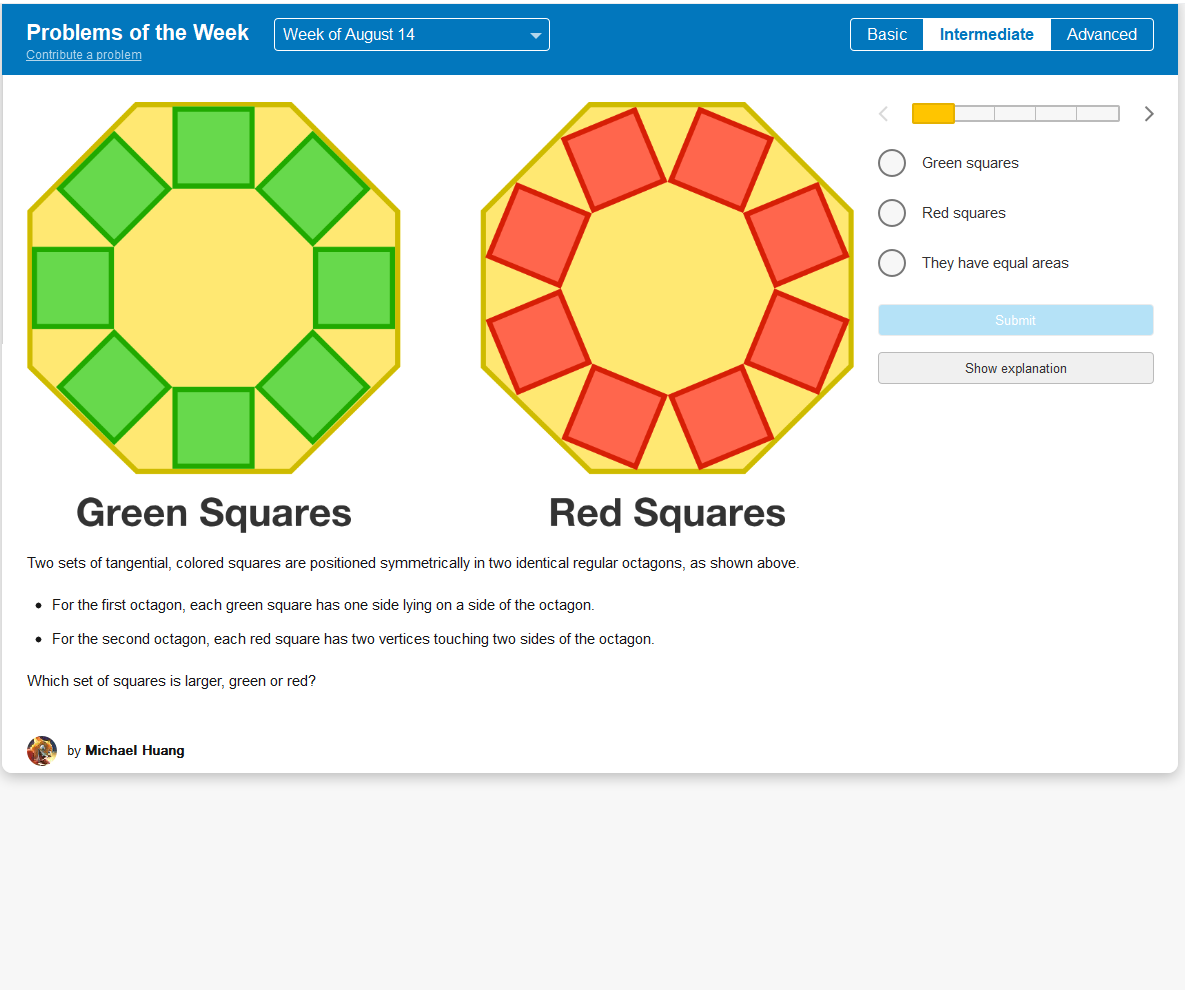 Problems of the Week
Contribute a problem
Week of August 14
Basic
Intermediate
Advanced
Green squares
Red squares
They have equal areas
Submit
Show explanation
Green Squares
Red Squares
Two sets of tangential, colored squares are positioned symmetrically in two identical regular octagons, as shown above.
• For the first octagon, each green square has one side lying on a side of the octagon.
• For the second octagon, each red square has two vertices touching two sides of the octagon.
Which set of squares is larger, green or red?
by Michael Huang